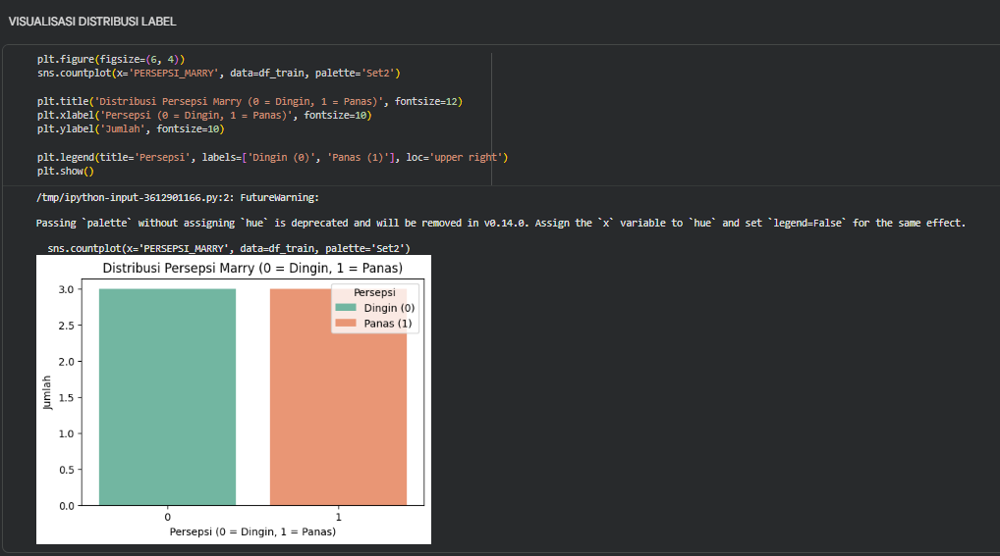 VISUALISASI DISTRIBUSI LABEL
plt.figure(figsize=(6, 4))
sns.countplot(x='PERSEPSI_MARRY', data=df_train, palette='Set2')
plt.title('Distribusi Persepsi Marry (0 = Dingin, 1 = Panas)', fontsize=12)
plt.xlabel('Persepsi (0 = Dingin, 1 = Panas)', fontsize=10)
plt.ylabel('Jumlah', fontsize=10)
plt.legend(title='Persepsi', labels=['Dingin (0)', 'Panas (1)'], loc='upper right')
plt.show()
/tmp/ipython-input-3612901166.py:2: FutureWarning:
Passing `palette` without assigning `hue` is deprecated and will be removed in v0.14.0. Assign the `x` variable to `hue` and set `legend=False` for the same effect.
sns.countplot(x='PERSEPSI_MARRY', data=df_train, palette='Set2')
Distribusi Persepsi Marry (0 = Dingin, 1 = Panas)
Persepsi
Dingin (0)
Panas (1)
3.0
2.5
2.0
1.5
1.0
0.5
0.0
Jumlah
0 1
Persepsi (0 = Dingin, 1 = Panas)